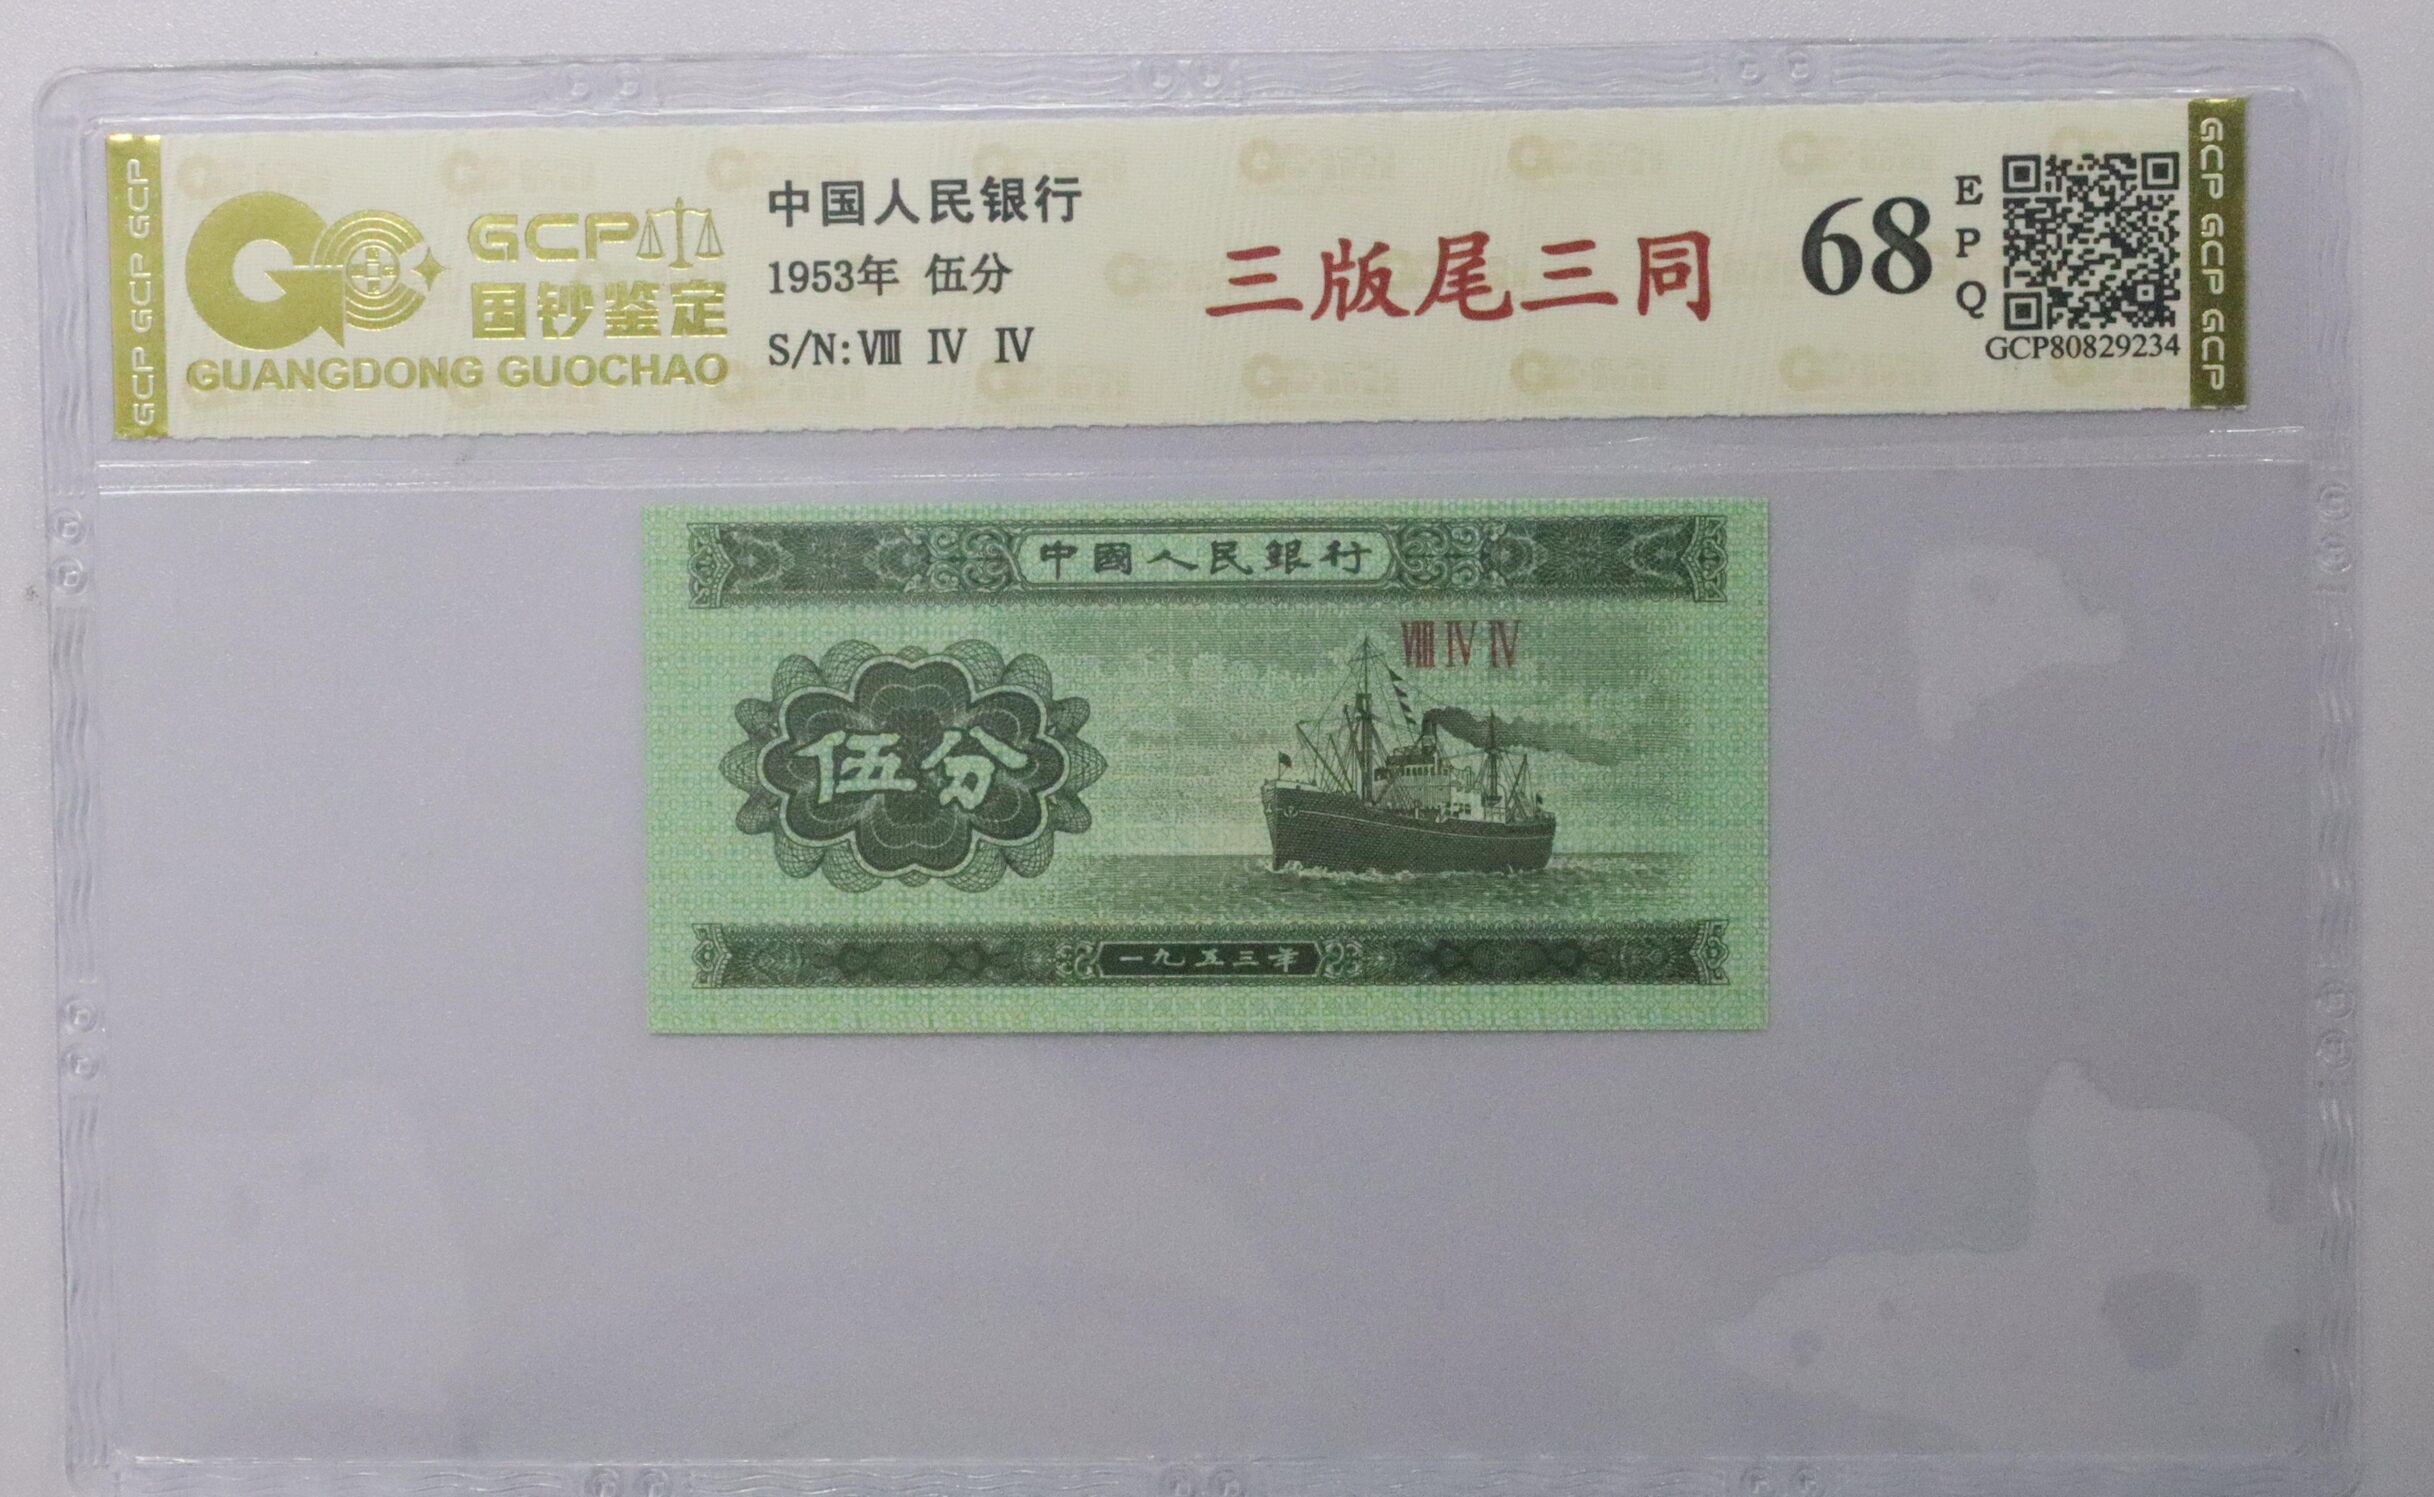 GCP GCP GCP
GCP
国钞鉴定
GUANGDONG GUOCHAO
中国人民银行
1953年 伍分
S/N: Ⅷ Ⅳ Ⅳ
三版尾三同
68
EPQ
GCP80829234
GCP GCP GCP
中國人民銀行
Ⅷ Ⅳ Ⅳ
伍分
一九五三年